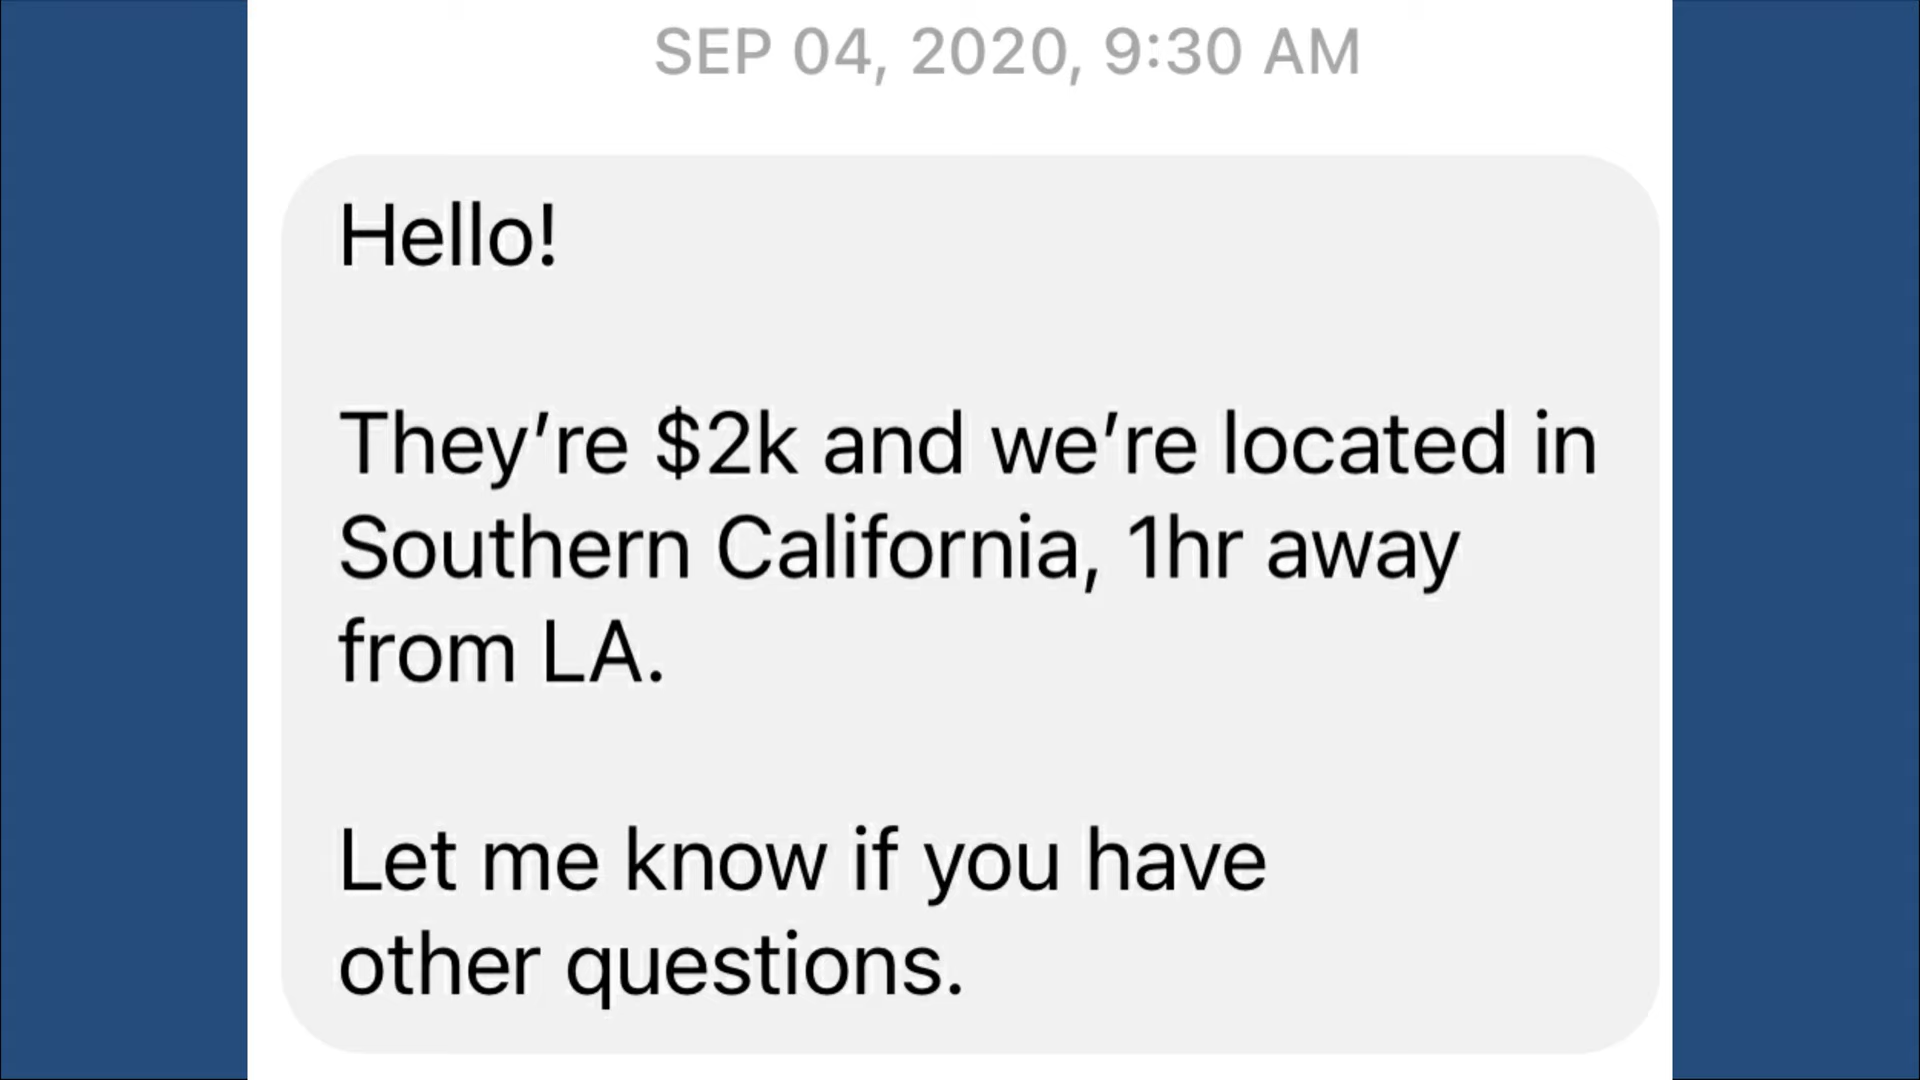 SEP 04, 2020, 9:30 AM
Hello!
They’re $2k and we’re located in
Southern California, 1hr away
from LA.
Let me know if you have
other questions.